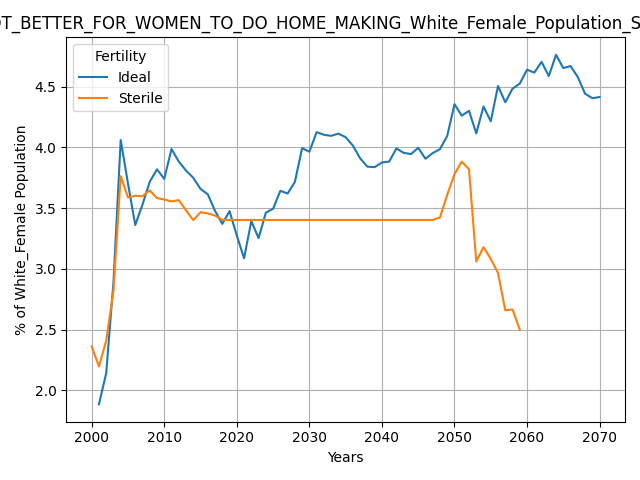 OT_BETTER_FOR_WOMEN_TO_DO_HOME_MAKING_White_Female_Population_S
Fertility
Ideal
Sterile
% of White_Female Population
4.5
4.0
3.5
3.0
2.5
2.0
2000 2010 2020 2030 2040 2050 2060 2070
Years